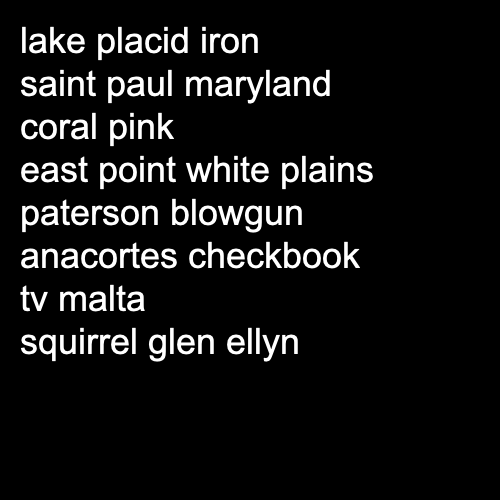 lake placid iron
saint paul maryland
coral pink
east point white plains
paterson blowgun
anacortes checkbook
tv malta
squirrel glen ellyn